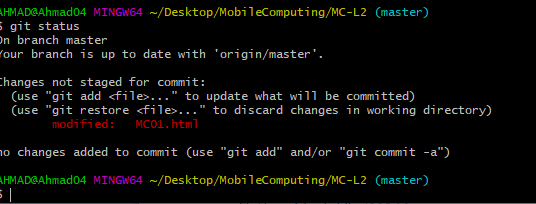 AHMAD@Ahmad04 MINGW64 ~/Desktop/MobileComputing/MC-L2 (master)
$ git status
On branch master
Your branch is up to date with 'origin/master'.
Changes not staged for commit:
(use "git add <file>..." to update what will be committed)
(use "git restore <file>..." to discard changes in working directory)
modified: MC01.html
no changes added to commit (use "git add" and/or "git commit -a")
AHMAD@Ahmad04 MINGW64 ~/Desktop/MobileComputing/MC-L2 (master)
$